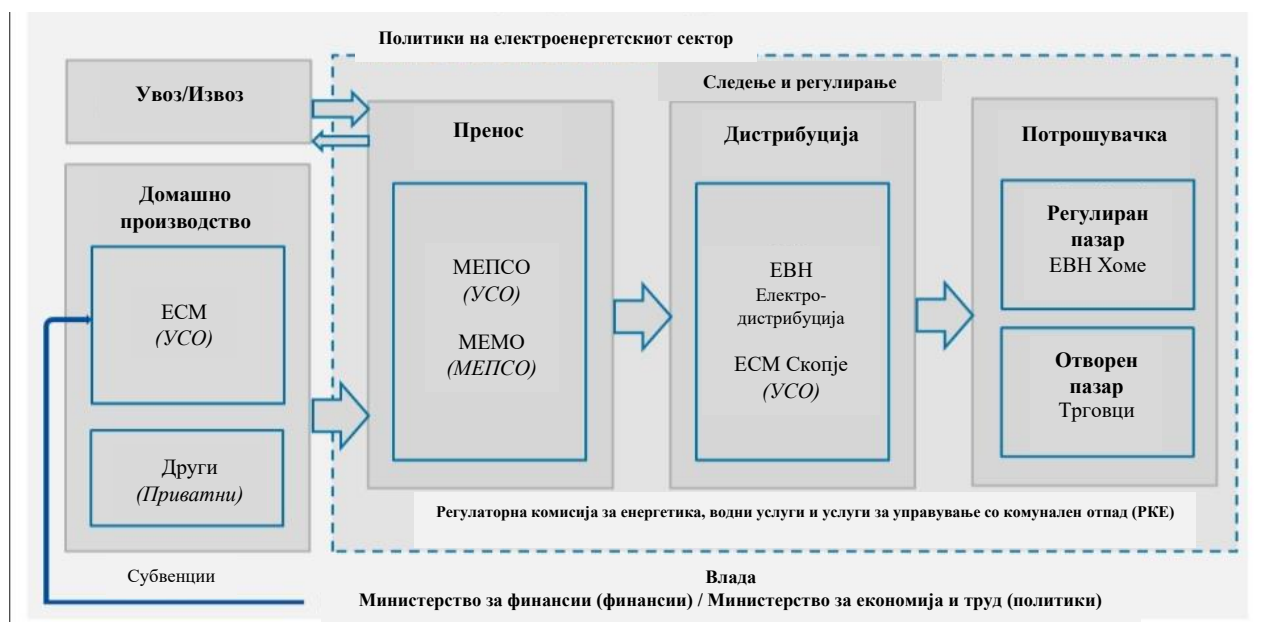 Политики на електроенергетскиот сектор
Следење и регулирање
Увоз/Извоз
Домашно
производство
ЕСМ
(УСО)
Други
(Приватни)
Пренос
МЕПСО
(УСО)
МЕМО
(МЕПСО)
Дистрибуција
ЕВН
Електро-
дистрибуција
ЕСМ Скопје
(УСО)
Потрошувачка
Регулиран
пазар
ЕВН Хоме
Отворен
пазар
Трговци
Регулаторна комисија за енергетика, водни услуги и услуги за управување со комунален отпад (РКЕ)
Субвенции
Влада
Министерство за финансии (финансии) / Министерство за економија и труд (политики)